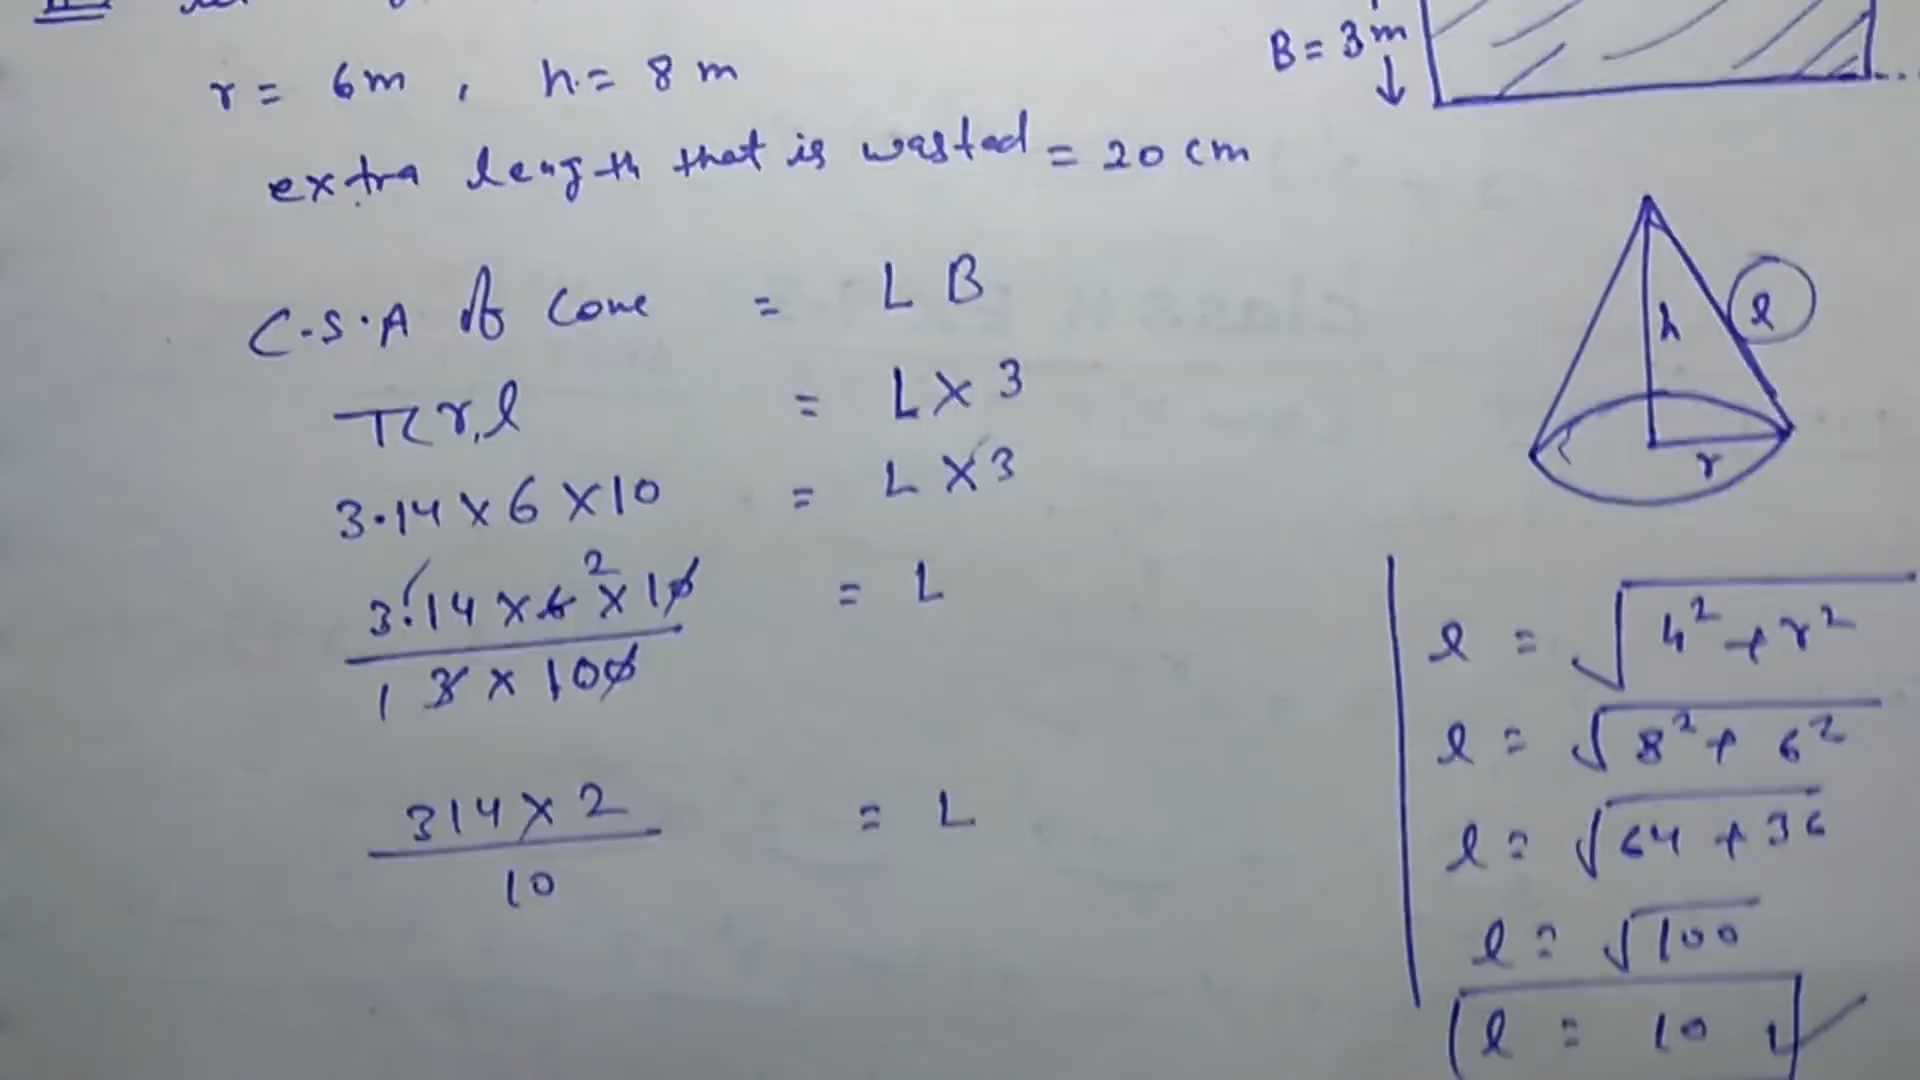 r = 6m , h = 8 m
extra length that is wasted = 20 cm
C.S.A of Cone = L B
πrl = L × 3
3.14 × 6 × 10 = L × 3
3.14 × 6 2 × 10 = L
1 3 × 100
314 × 2 = L
10
B = 3m
h
l
r
l = √h² + r²
l = √8² + 6²
l = √64 + 36
l = √100
l = 10